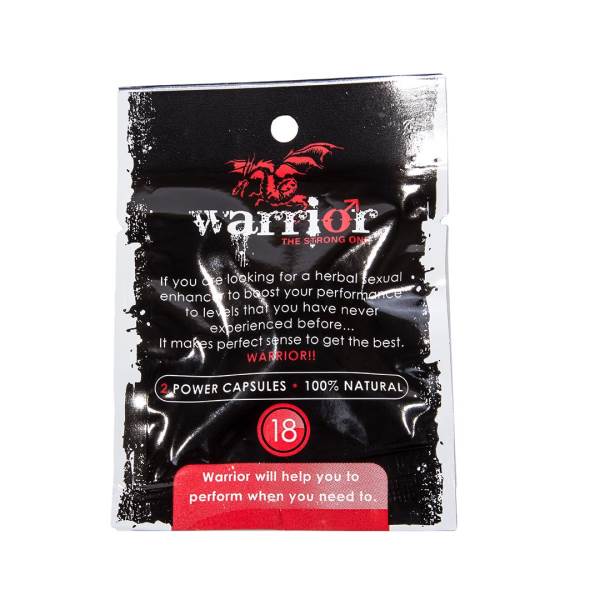 warrior
THE STRONG ONE
If you are looking for a herbal sexual
enhancer to boost your performance
to levels that you have never
experienced before...
It makes perfect sense to get the best.
WARRIOR!!
2 POWER CAPSULES • 100% NATURAL
18
Warrior will help you to
perform when you need to.